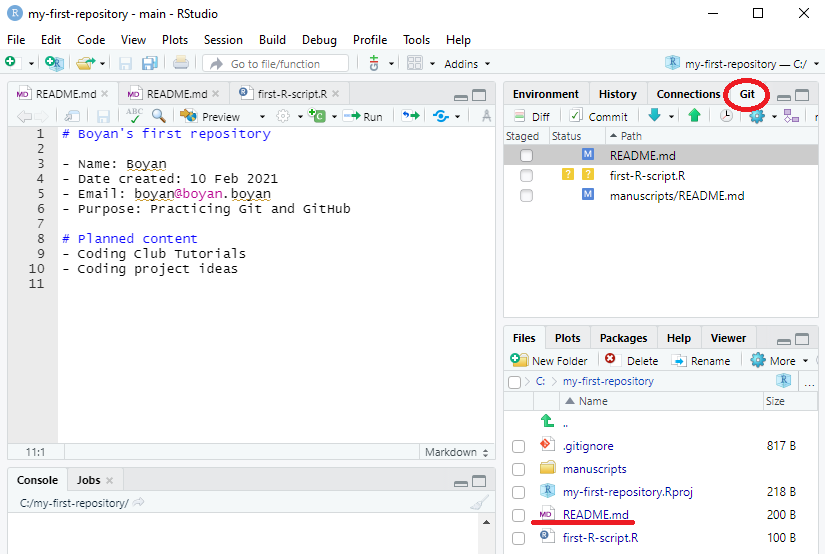 my-first-repository - main - RStudio
File Edit Code View Plots Session Build Debug Profile Tools Help
Go to file/function Addins my-first-repository — C:/
README.md README.md first-R-script.R
Preview Run
1 # Boyan's first repository
2
3 - Name: Boyan
4 - Date created: 10 Feb 2021
5 - Email: boyan@boyan.boyan
6 - Purpose: Practicing Git and GitHub
7
8 # Planned content
9 - Coding Club Tutorials
10 - Coding project ideas
11
11:1 Markdown
Console Jobs
C:/my-first-repository/
Environment History Connections Git
Diff Commit
Staged Status Path
M README.md
? ? first-R-script.R
M manuscripts/README.md
Files Plots Packages Help Viewer
New Folder Delete Rename More
C: my-first-repository ...
Name Size
..
.gitignore 817 B
manuscripts
my-first-repository.Rproj 218 B
MD README.md 200 B
first-R-script.R 100 B